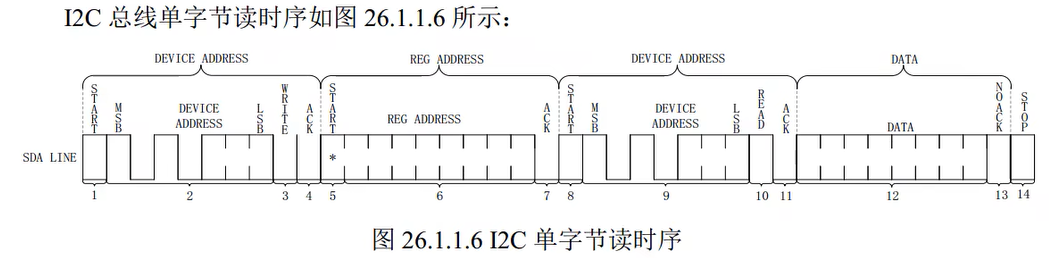 I2C 总线单字节读时序如图 26.1.1.6 所示：
DEVICE ADDRESS REG ADDRESS DEVICE ADDRESS DATA
START MSB DEVICE ADDRESS LSB WRITE ACK START REG ADDRESS ACK START MSB DEVICE ADDRESS LSB READ ACK DATA NOACK STOP
SDA LINE *
1 2 3 4 5 6 7 8 9 10 11 12 13 14
图 26.1.1.6 I2C 单字节读时序